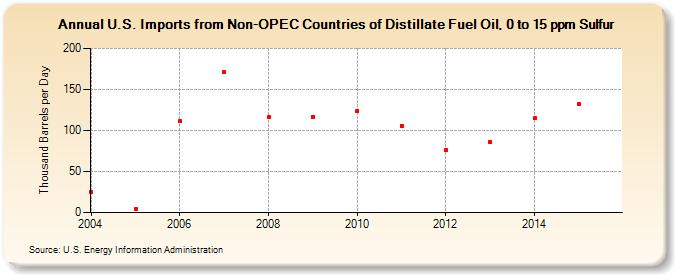 Annual U.S. Imports from Non-OPEC Countries of Distillate Fuel Oil, 0 to 15 ppm Sulfur
Thousand Barrels per Day
200
150
100
50
0
2004 2006 2008 2010 2012 2014
Source: U.S. Energy Information Administration